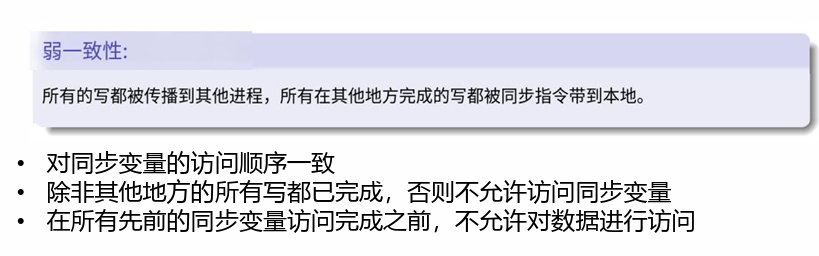 弱一致性:
所有的写都被传播到其他进程，所有在其他地方完成的写都被同步指令带到本地。
• 对同步变量的访问顺序一致
• 除非其他地方的所有写都已完成，否则不允许访问同步变量
• 在所有先前的同步变量访问完成之前，不允许对数据进行访问